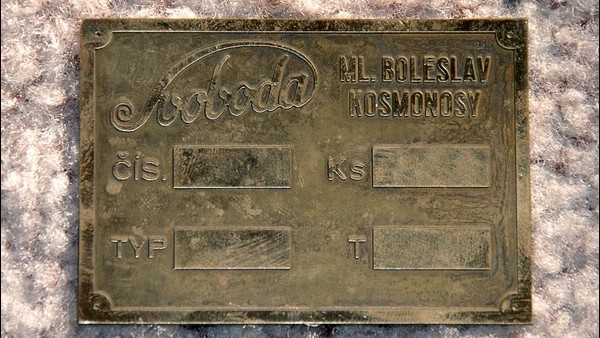 Svoboda
ML. BOLESLAV
KOSMONOSY
ČÍS.
Ks
TYP
T